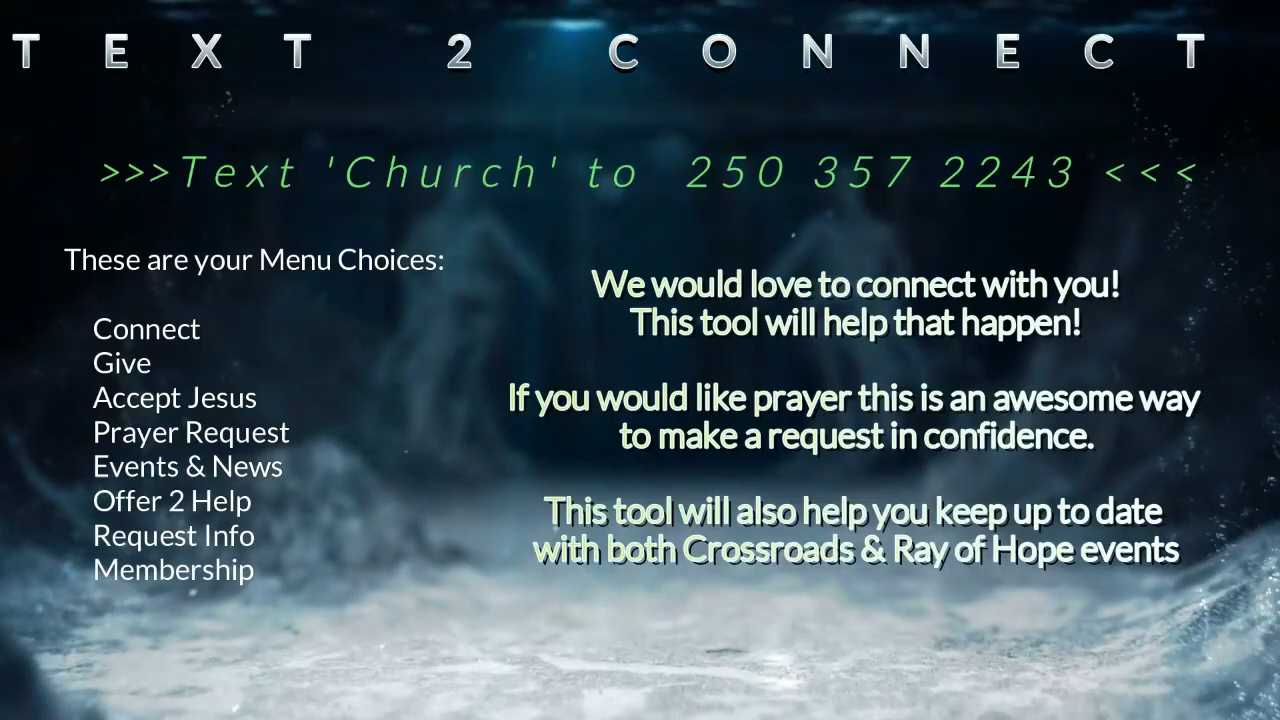 TEXT 2 CONNECT
>>>Text 'Church' to 250 357 2243 <<<
These are your Menu Choices:
Connect
Give
Accept Jesus
Prayer Request
Events & News
Offer 2 Help
Request Info
Membership
We would love to connect with you!
This tool will help that happen!
If you would like prayer this is an awesome way
to make a request in confidence.
This tool will also help you keep up to date
with both Crossroads & Ray of Hope events